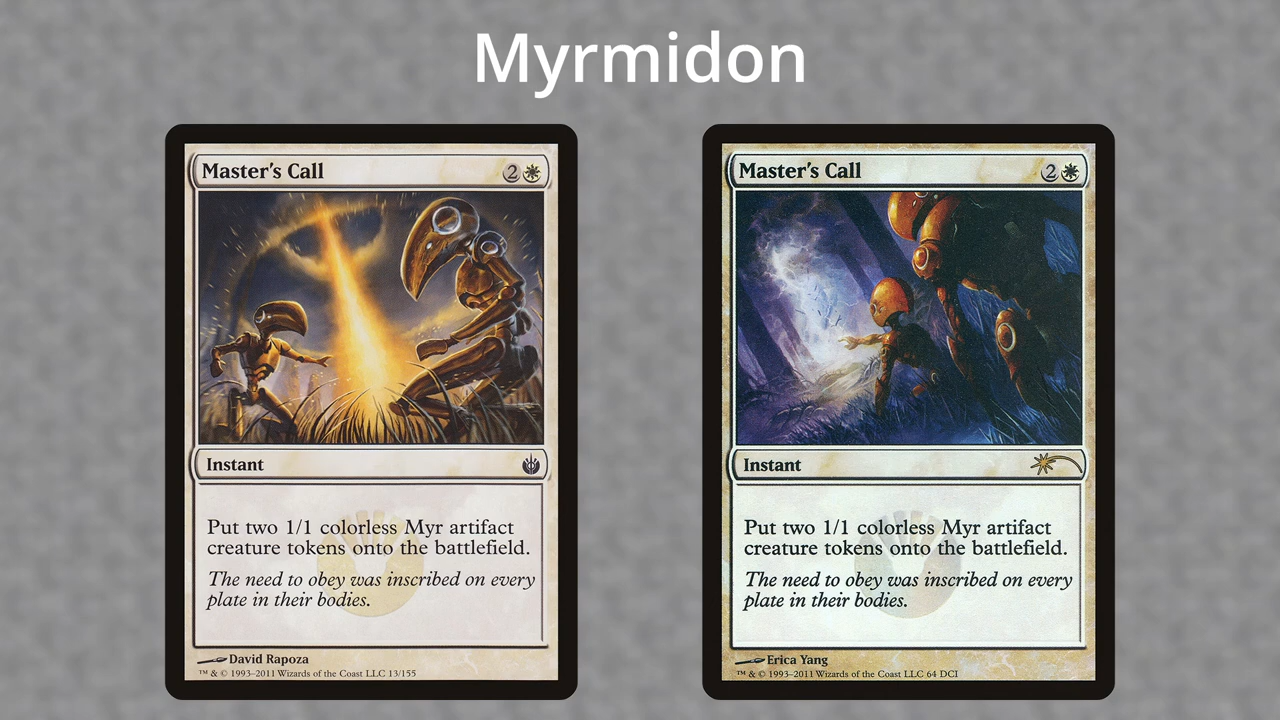 Myrmidon
Master's Call 2
Instant
Put two 1/1 colorless Myr artifact
creature tokens onto the battlefield.
The need to obey was inscribed on every
plate in their bodies.
David Rapoza
™ & © 1993–2011 Wizards of the Coast LLC 13/155
Master's Call 2
Instant
Put two 1/1 colorless Myr artifact
creature tokens onto the battlefield.
The need to obey was inscribed on every
plate in their bodies.
Erica Yang
™ & © 1993–2011 Wizards of the Coast LLC 64 DCI